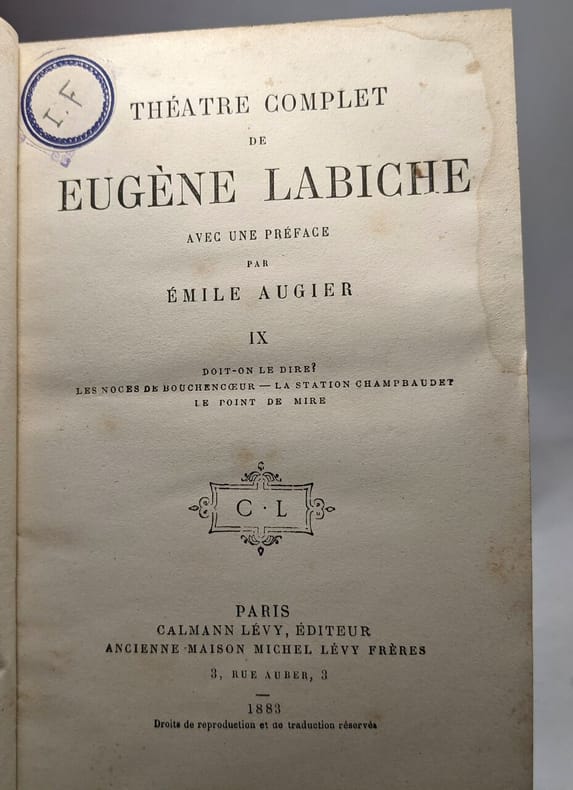 I.F
THÉATRE COMPLET
DE
EUGÈNE LABICHE
AVEC UNE PRÉFACE
PAR
ÉMILE AUGIER
IX
DOIT-ON LE DIRE?
LES NOCES DE BOUCHENCŒUR — LA STATION CHAMPBAUDET
LE POINT DE MIRE
C · L
PARIS
CALMANN LÉVY, ÉDITEUR
ANCIENNE MAISON MICHEL LÉVY FRÈRES
3, RUE AUBER, 3
1883
Droits de reproduction et de traduction réservés